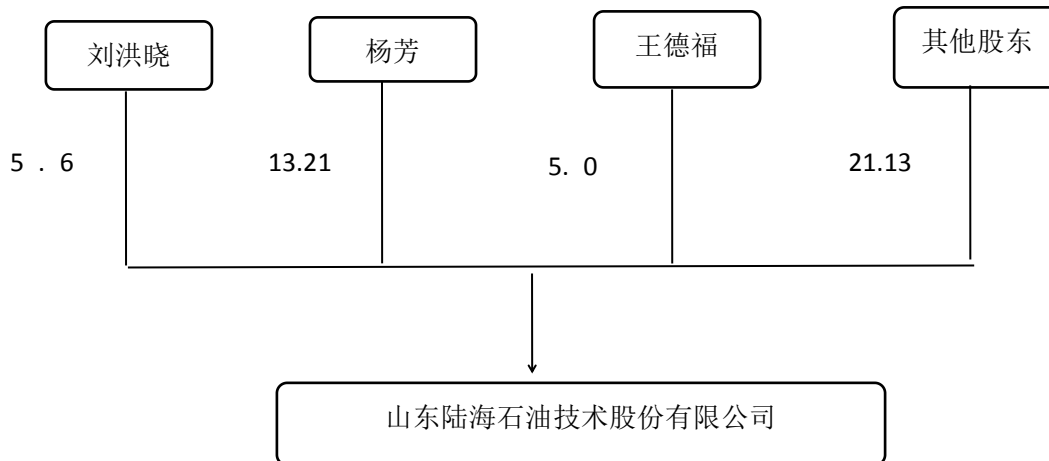 刘洪晓
杨芳
王德福
其他股东
5 . 6
13.21
5. 0
21.13
山东陆海石油技术股份有限公司